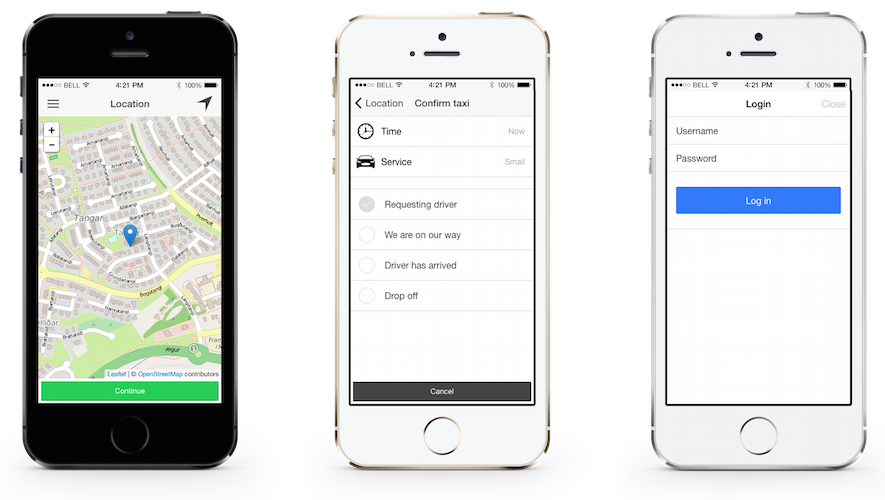 BELL 4:21 PM 100%
Location
+
−
Tangar
Bogatangi
Hlíðar
Leaflet | © OpenStreetMap contributors
Continue
BELL 4:21 PM 100%
Location Confirm taxi
Time Now
Service Small
Requesting driver
We are on our way
Driver has arrived
Drop off
Cancel
BELL 4:21 PM 100%
Login Close
Username
Password
Log in